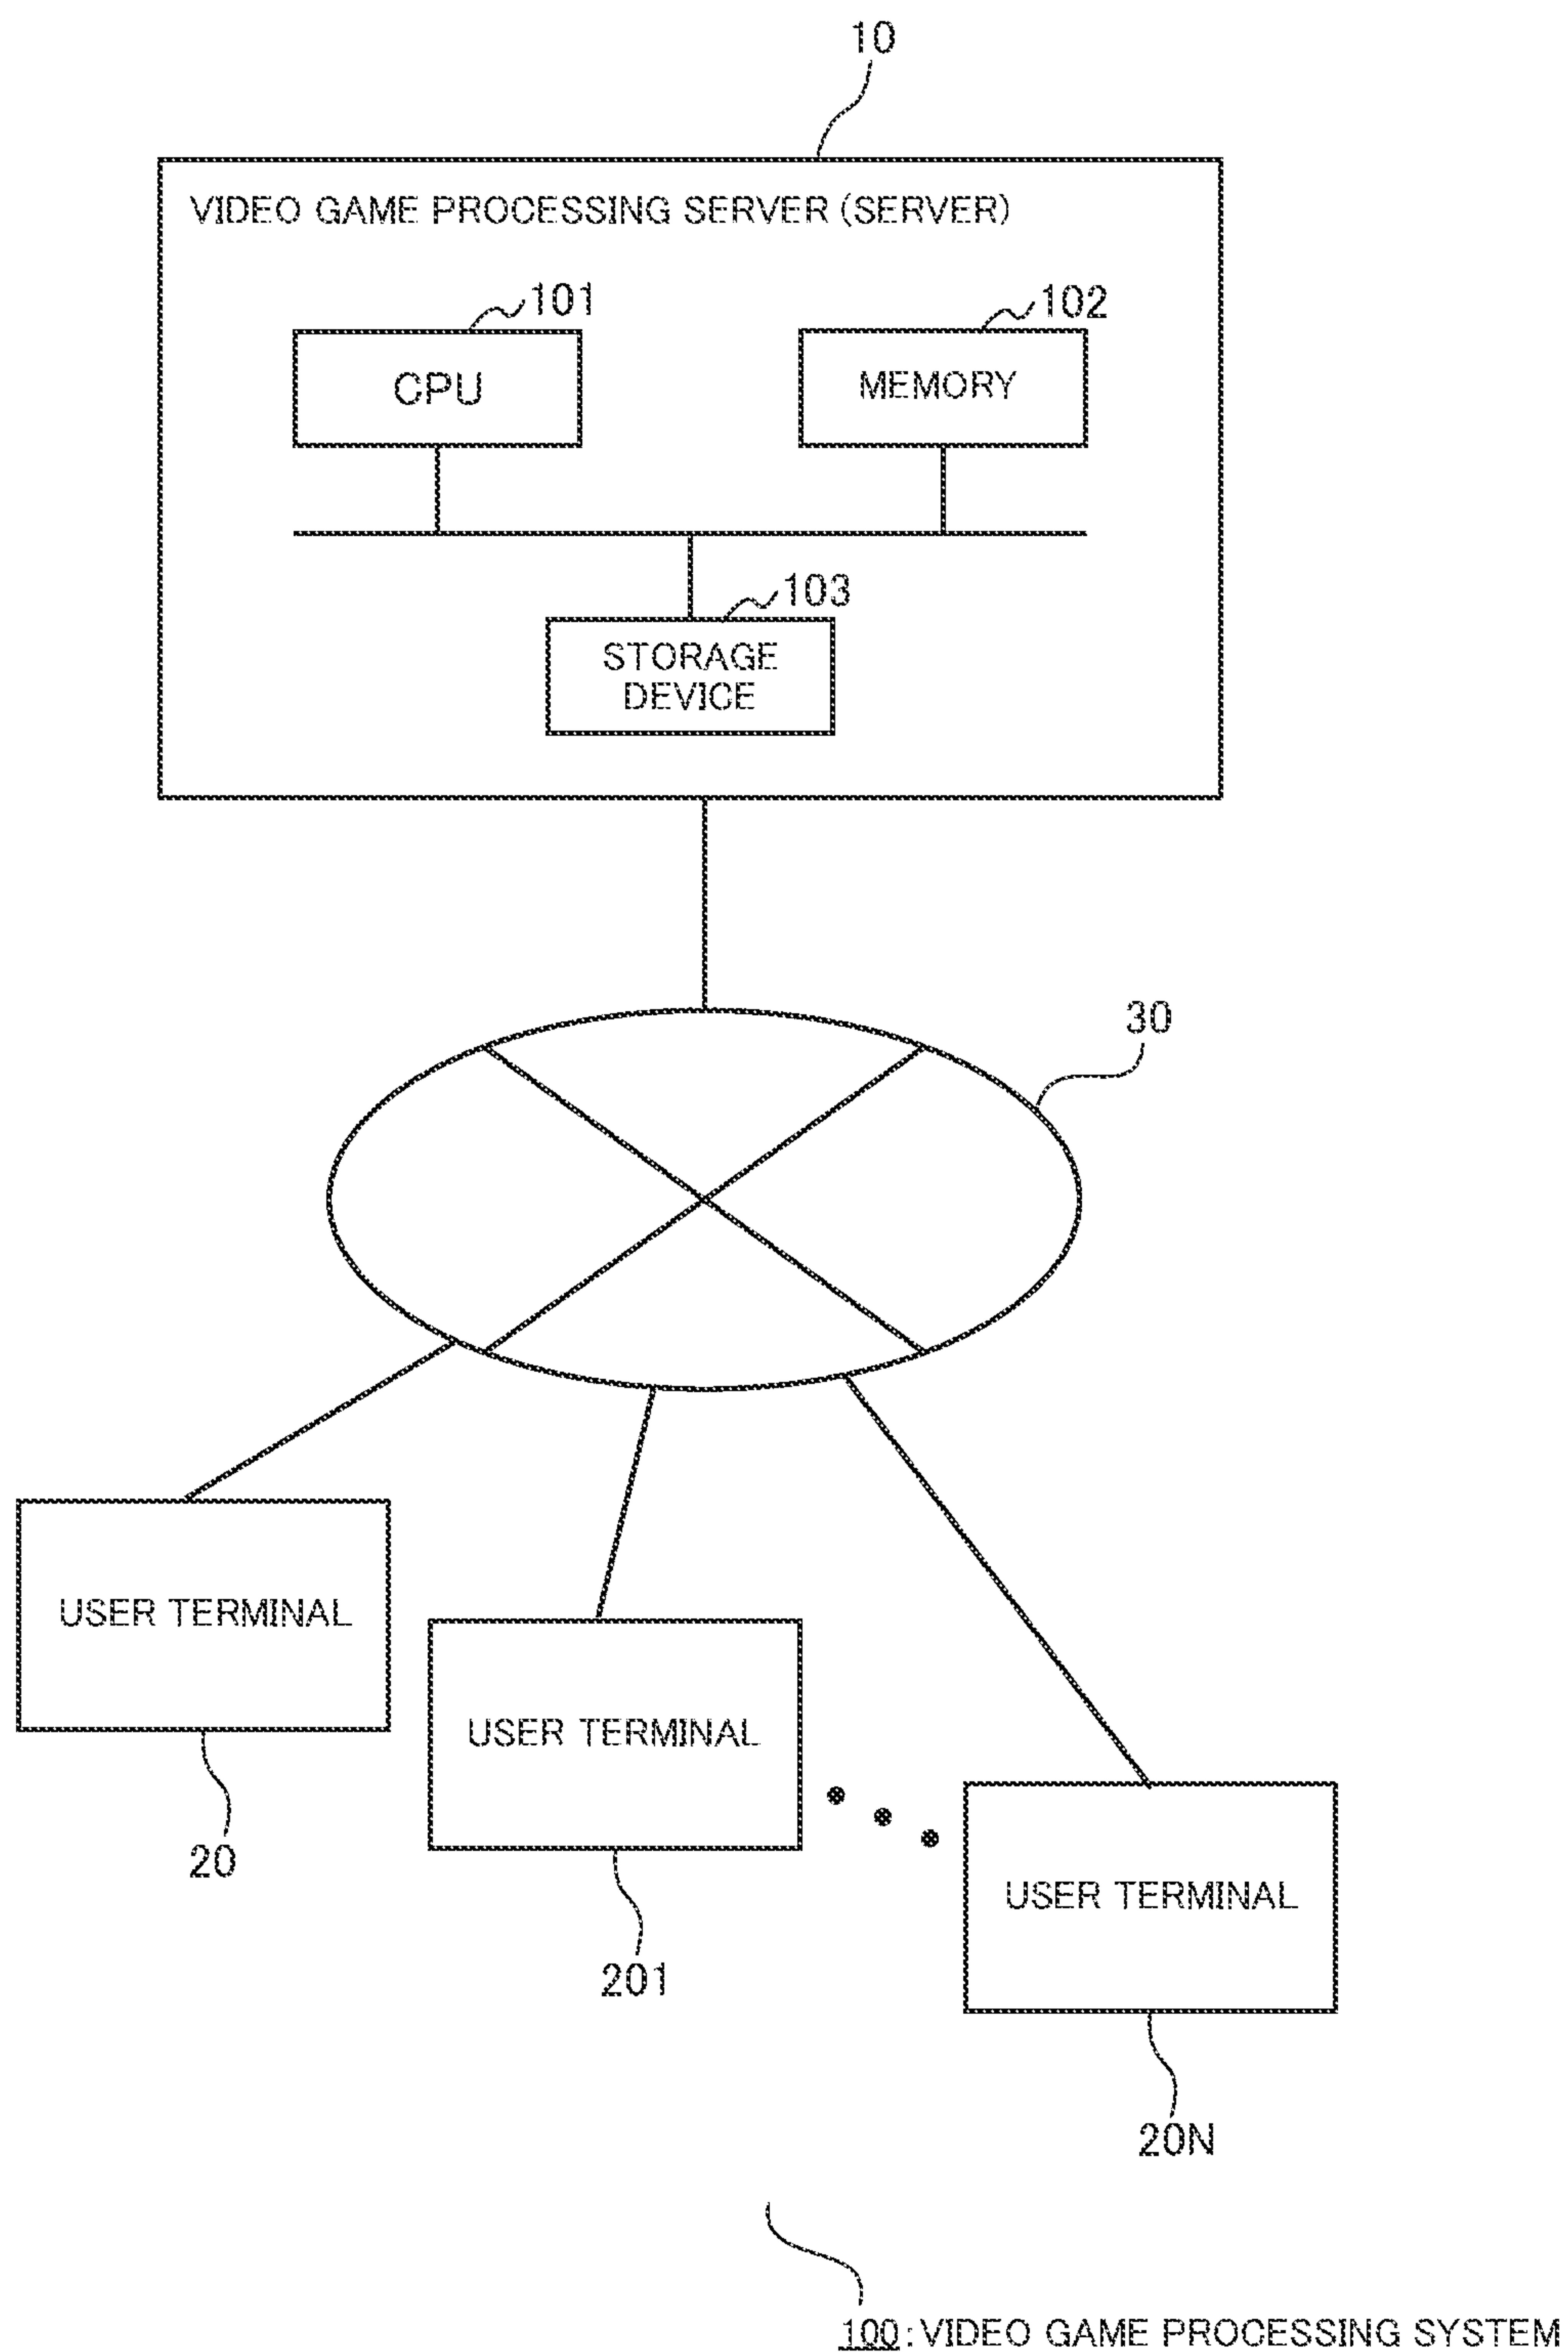 10
VIDEO GAME PROCESSING SERVER (SERVER)
101
102
CPU
MEMORY
103
STORAGE
DEVICE
30
USER TERMINAL
USER TERMINAL
20
USER TERMINAL
201
20N
100: VIDEO GAME PROCESSING SYSTEM